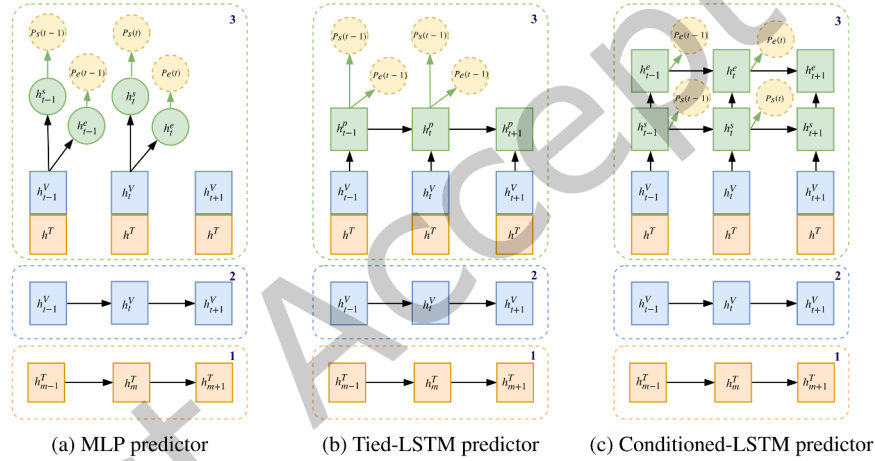 3
P_s(t−1)
P_s(t)
P_e(t−1)
P_e(t)
h^s_{t−1}
h^s_t
h^e_{t−1}
h^e_t
h^V_{t−1}
h^V_t
h^V_{t+1}
h^T
h^T
h^T
2
h^V_{t−1}
h^V_t
h^V_{t+1}
1
h^T_{m−1}
h^T_m
h^T_{m+1}
(a) MLP predictor
3
P_s(t−1)
P_s(t−1)
P_e(t−1)
P_e(t−1)
h^p_{t−1}
h^p_t
h^p_{t+1}
h^V_{t−1}
h^V_t
h^V_{t+1}
h^T
h^T
h^T
2
h^V_{t−1}
h^V_t
h^V_{t+1}
1
h^T_{m−1}
h^T_m
h^T_{m+1}
(b) Tied-LSTM predictor
3
P_e(t−1)
P_e(t)
h^e_{t−1}
h^e_t
h^e_{t+1}
P_s(t−1)
P_s(t)
h^s_{t−1}
h^s_t
h^s_{t+1}
h^V_{t−1}
h^V_t
h^V_{t+1}
h^T
h^T
h^T
2
h^V_{t−1}
h^V_t
h^V_{t+1}
1
h^T_{m−1}
h^T_m
h^T_{m+1}
(c) Conditioned-LSTM predictor
t Accept